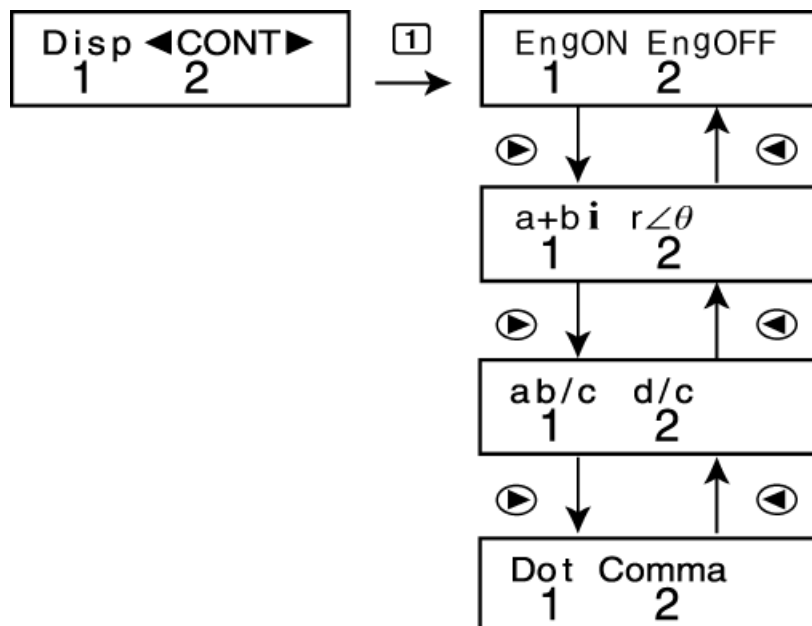 Disp ◀CONT▶
1 2
1
EngON EngOFF
1 2
a+bi r∠θ
1 2
ab/c d/c
1 2
Dot Comma
1 2